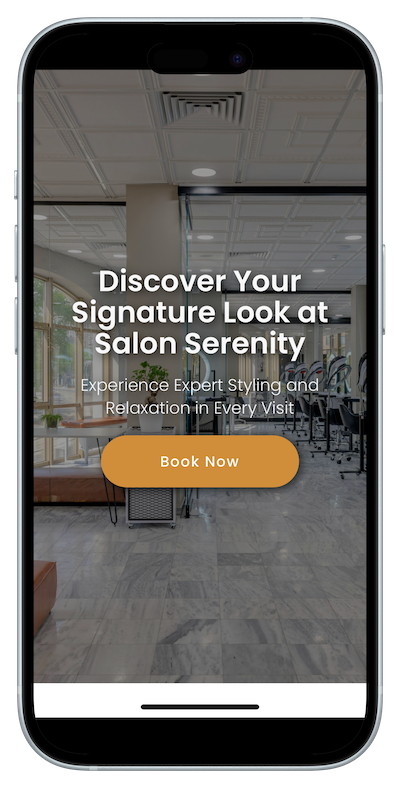 Discover Your
Signature Look at
Salon Serenity
Experience Expert Styling and
Relaxation in Every Visit
Book Now